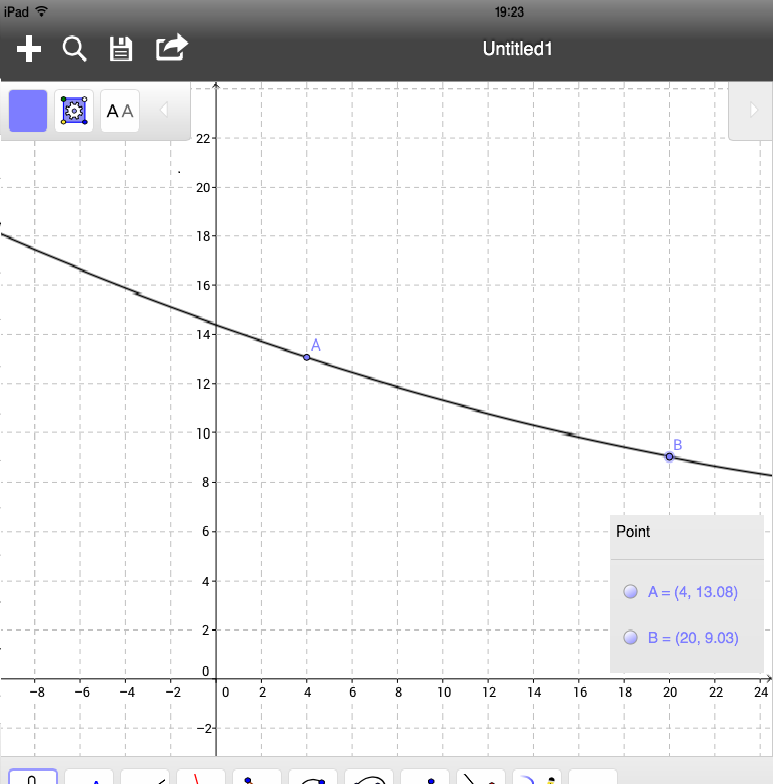 iPad 19:23
Untitled1
A A
22
20
18
16
14
12
10
8
6
4
2
0
−2
A
B
Point
A = (4, 13.08)
B = (20, 9.03)
−8 −6 −4 −2 0 2 4 6 8 10 12 14 16 18 20 22 24